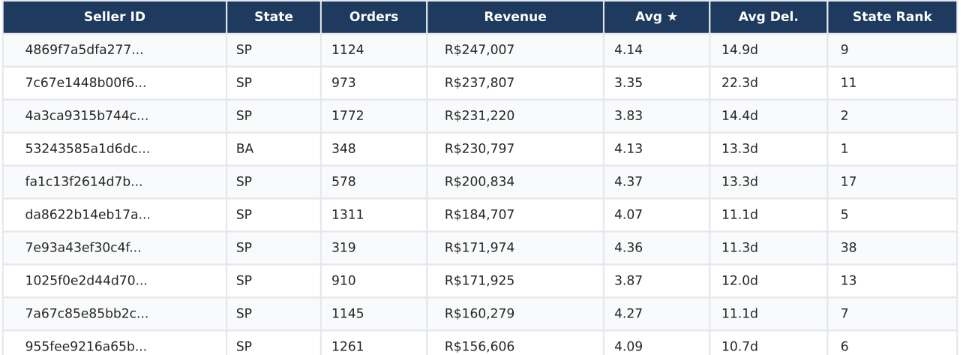 Seller ID State Orders Revenue Avg ★ Avg Del. State Rank
4869f7a5dfa277... SP 1124 R$247,007 4.14 14.9d 9
7c67e1448b00f6... SP 973 R$237,807 3.35 22.3d 11
4a3ca9315b744c... SP 1772 R$231,220 3.83 14.4d 2
53243585a1d6dc... BA 348 R$230,797 4.13 13.3d 1
fa1c13f2614d7b... SP 578 R$200,834 4.37 13.3d 17
da8622b14eb17a... SP 1311 R$184,707 4.07 11.1d 5
7e93a43ef30c4f... SP 319 R$171,974 4.36 11.3d 38
1025f0e2d44d70... SP 910 R$171,925 3.87 12.0d 13
7a67c85e85bb2c... SP 1145 R$160,279 4.27 11.1d 7
955fee9216a65b... SP 1261 R$156,606 4.09 10.7d 6